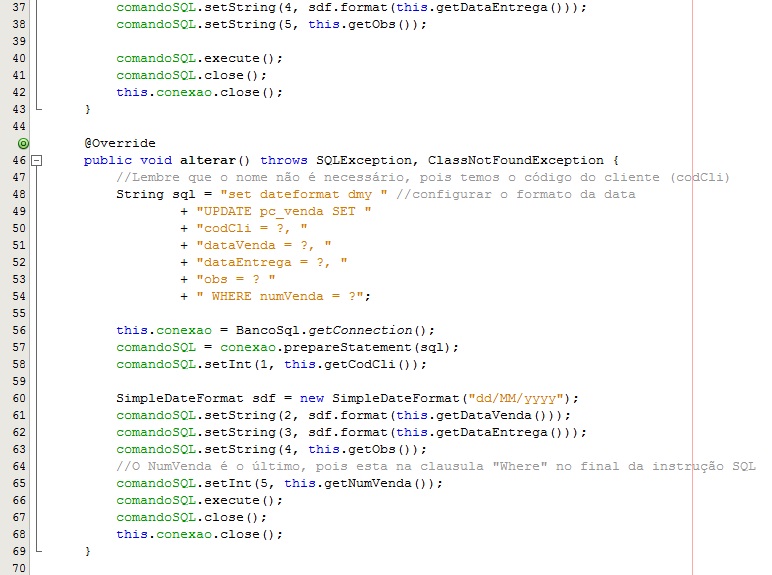 37 comandoSQL.setString(4, sdf.format(this.getDataEntrega()));
38 comandoSQL.setString(5, this.getObs());
39
40 comandoSQL.execute();
41 comandoSQL.close();
42 this.conexao.close();
43 }
44
@Override
46 public void alterar() throws SQLException, ClassNotFoundException {
47 //Lembre que o nome não é necessário, pois temos o código do cliente (codCli)
48 String sql = "set dateformat dmy " //configurar o formato da data
49 + "UPDATE pc_venda SET "
50 + "codCli = ?, "
51 + "dataVenda = ?, "
52 + "dataEntrega = ?, "
53 + "obs = ? "
54 + " WHERE numVenda = ?";
55
56 this.conexao = BancoSql.getConnection();
57 comandoSQL = conexao.prepareStatement(sql);
58 comandoSQL.setInt(1, this.getCodCli());
59
60 SimpleDateFormat sdf = new SimpleDateFormat("dd/MM/yyyy");
61 comandoSQL.setString(2, sdf.format(this.getDataVenda()));
62 comandoSQL.setString(3, sdf.format(this.getDataEntrega()));
63 comandoSQL.setString(4, this.getObs());
64 //O NumVenda é o último, pois esta na clausula "Where" no final da instrução SQL
65 comandoSQL.setInt(5, this.getNumVenda());
66 comandoSQL.execute();
67 comandoSQL.close();
68 this.conexao.close();
69 }
70